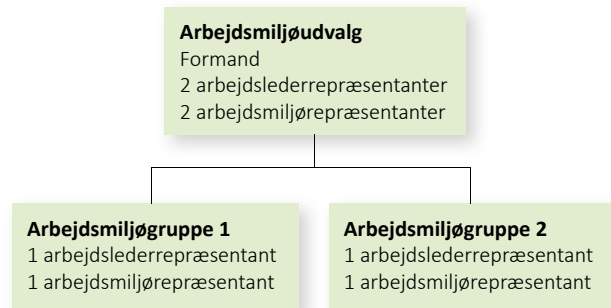 Arbejdsmiljøudvalg
Formand
2 arbejdslederrepræsentanter
2 arbejdsmiljørepræsentanter
Arbejdsmiljøgruppe 1
1 arbejdslederrepræsentant
1 arbejdsmiljørepræsentant
Arbejdsmiljøgruppe 2
1 arbejdslederrepræsentant
1 arbejdsmiljørepræsentant